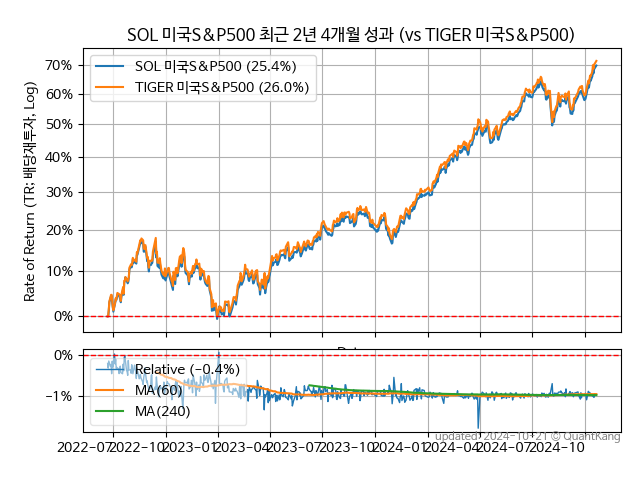 SOL 미국S&P500 최근 2년 4개월 성과 (vs TIGER 미국S&P500)
SOL 미국S&P500 (25.4%)
TIGER 미국S&P500 (26.0%)
70%
60%
50%
40%
30%
20%
10%
0%
Rate of Return (TR: 배당재투자, Log)
0%
-1%
Relative (-0.4%)
MA(60)
MA(240)
updated: 2024-10-21 © QuantKang
2022-07 2022-10 2023-01 2023-04 2023-07 2023-10 2024-01 2024-04 2024-07 2024-10